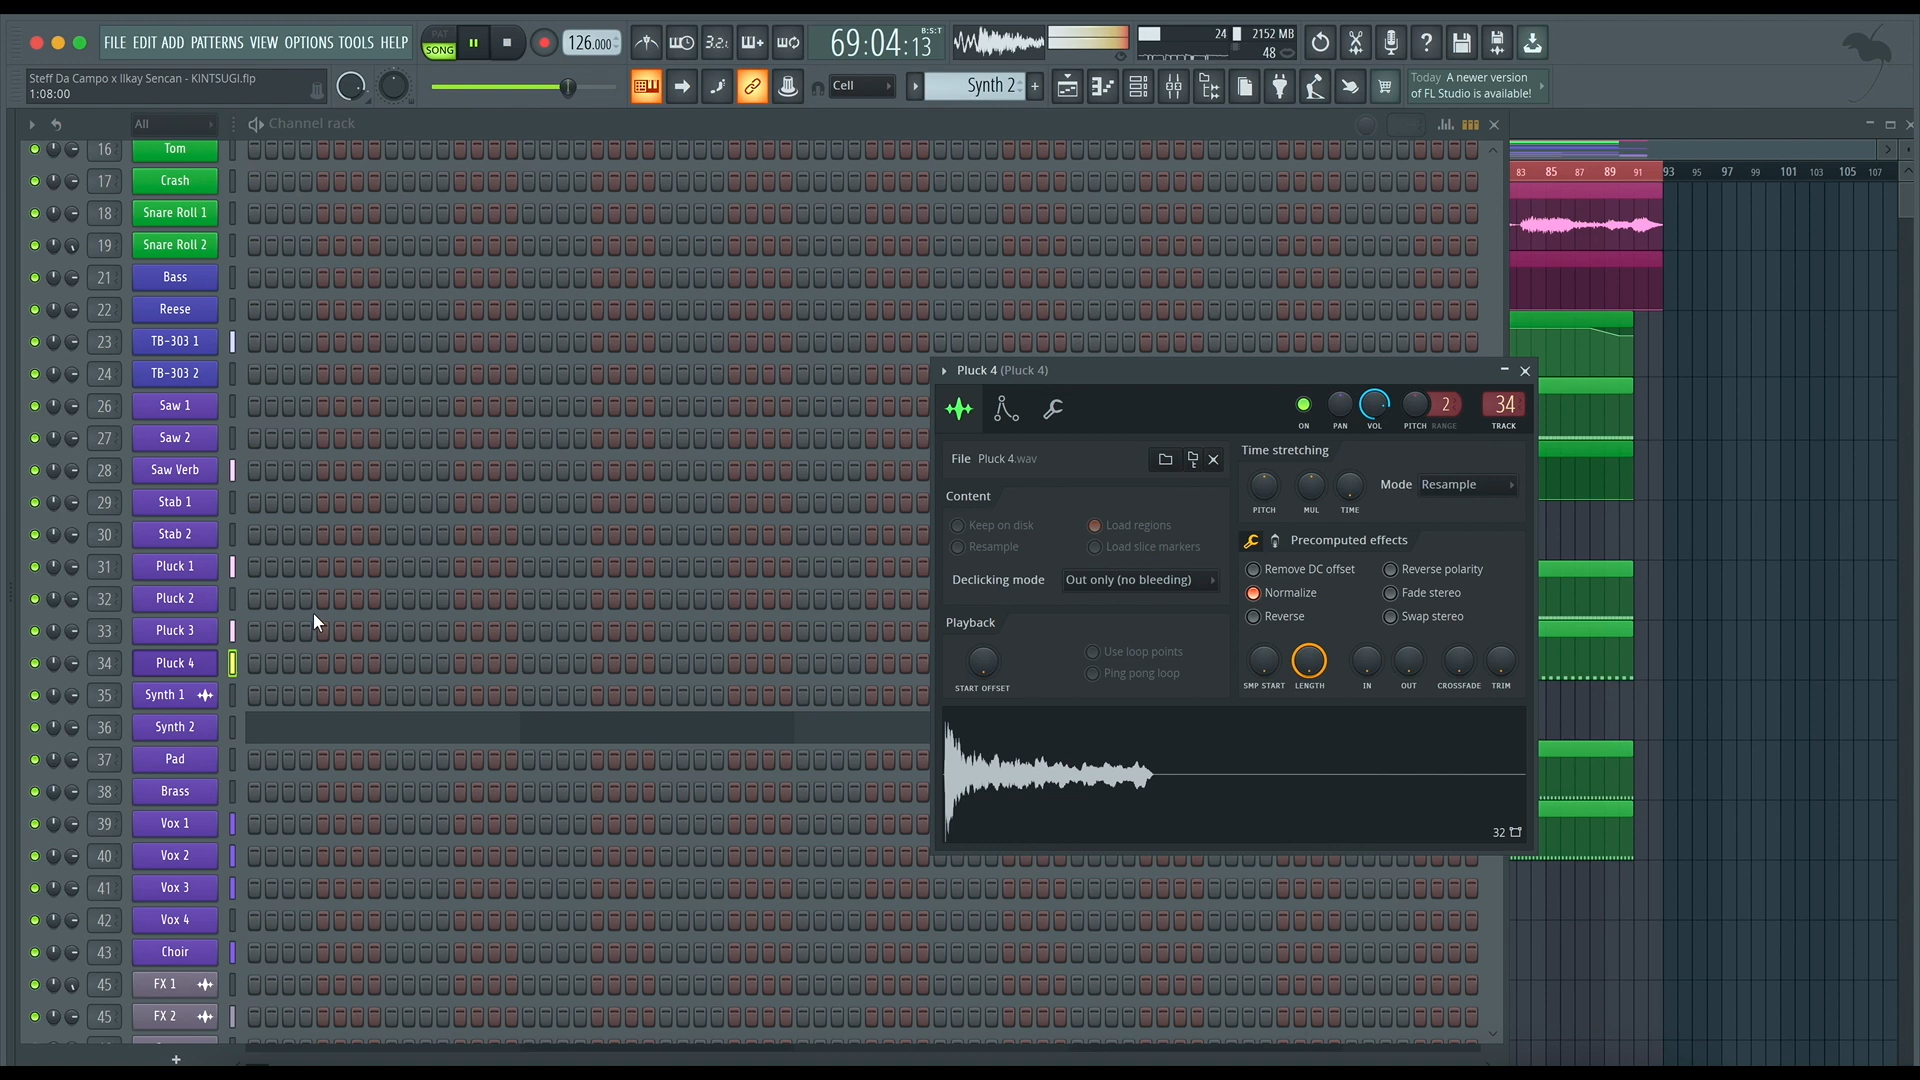 FILE EDIT ADD PATTERNS VIEW OPTIONS TOOLS HELP
PAT
SONG
126.000
3.2.
69:04:13
B:S:T
24
2152 MB
48
Steff Da Campo x Ilkay Sencan - KINTSUGI.flp
1:08:00
Cell
Synth 2
Today A newer version
of FL Studio is available!
All
Channel rack
16 Tom
17 Crash
18 Snare Roll 1
19 Snare Roll 2
21 Bass
22 Reese
23 TB-303 1
24 TB-303 2
26 Saw 1
27 Saw 2
28 Saw Verb
29 Stab 1
30 Stab 2
31 Pluck 1
32 Pluck 2
33 Pluck 3
34 Pluck 4
35 Synth 1
36 Synth 2
37 Pad
38 Brass
39 Vox 1
40 Vox 2
41 Vox 3
42 Vox 4
43 Choir
45 FX 1
45 FX 2
83 85 87 89 91 93 95 97 99 101 103 105 107
Pluck 4 (Pluck 4)
2
34
ON PAN VOL PITCH RANGE TRACK
File Pluck 4.wav
Content
Keep on disk
Load regions
Resample
Load slice markers
Declicking mode Out only (no bleeding)
Playback
START OFFSET
Use loop points
Ping pong loop
Time stretching
PITCH MUL TIME
Mode Resample
Precomputed effects
Remove DC offset
Reverse polarity
Normalize
Fade stereo
Reverse
Swap stereo
SMP START LENGTH IN OUT CROSSFADE TRIM
32